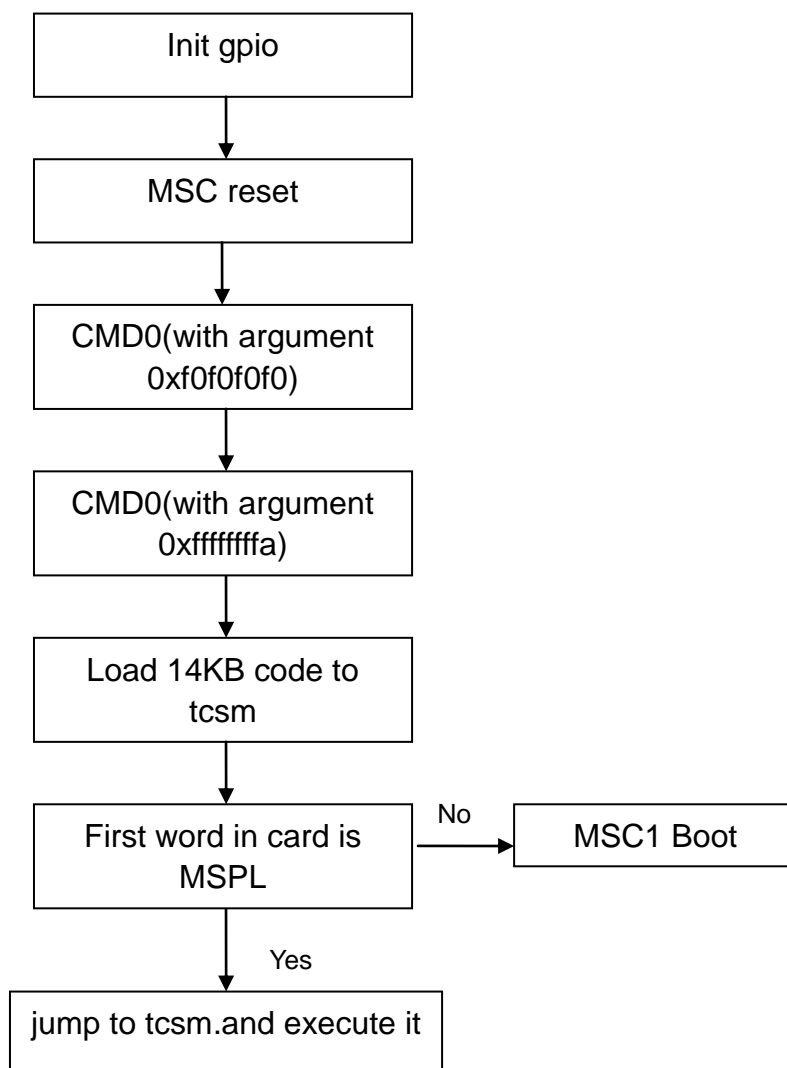 Init gpio
MSC reset
CMD0(with argument
0xf0f0f0f0)
CMD0(with argument
0xffffffffa)
Load 14KB code to
tcsm
First word in card is
MSPL
No
MSC1 Boot
Yes
jump to tcsm.and execute it